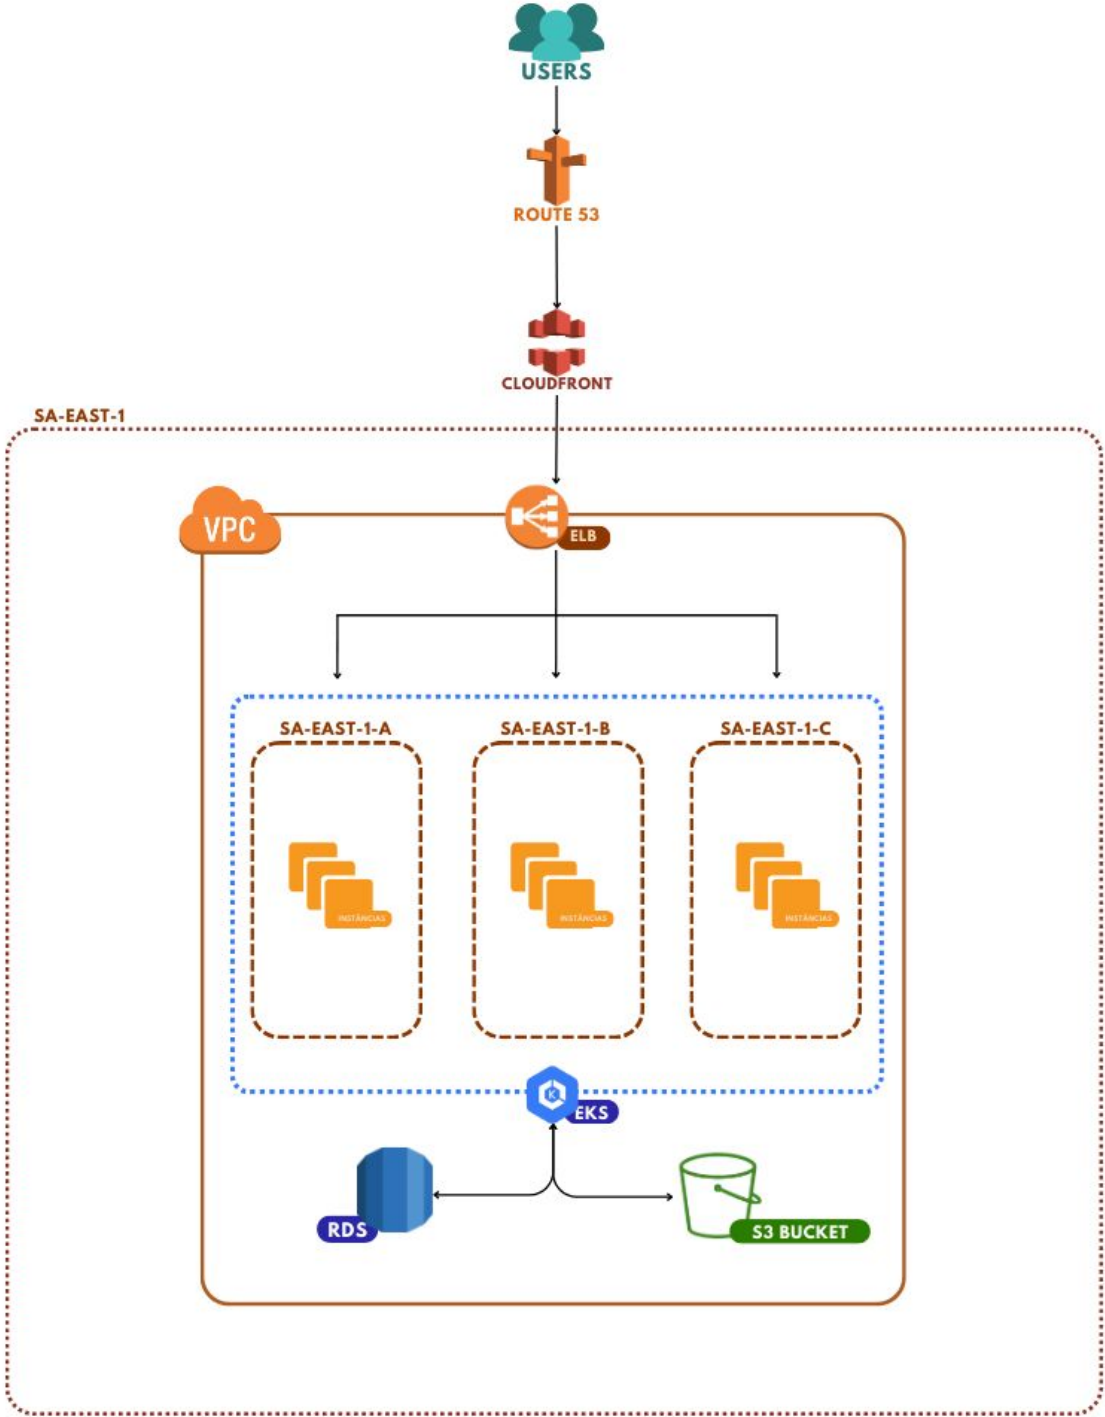 USERS
ROUTE 53
CLOUDFRONT
SA-EAST-1
VPC
ELB
SA-EAST-1-A
SA-EAST-1-B
SA-EAST-1-C
INSTÂNCIAS
INSTÂNCIAS
INSTÂNCIAS
K
EKS
RDS
S3 BUCKET